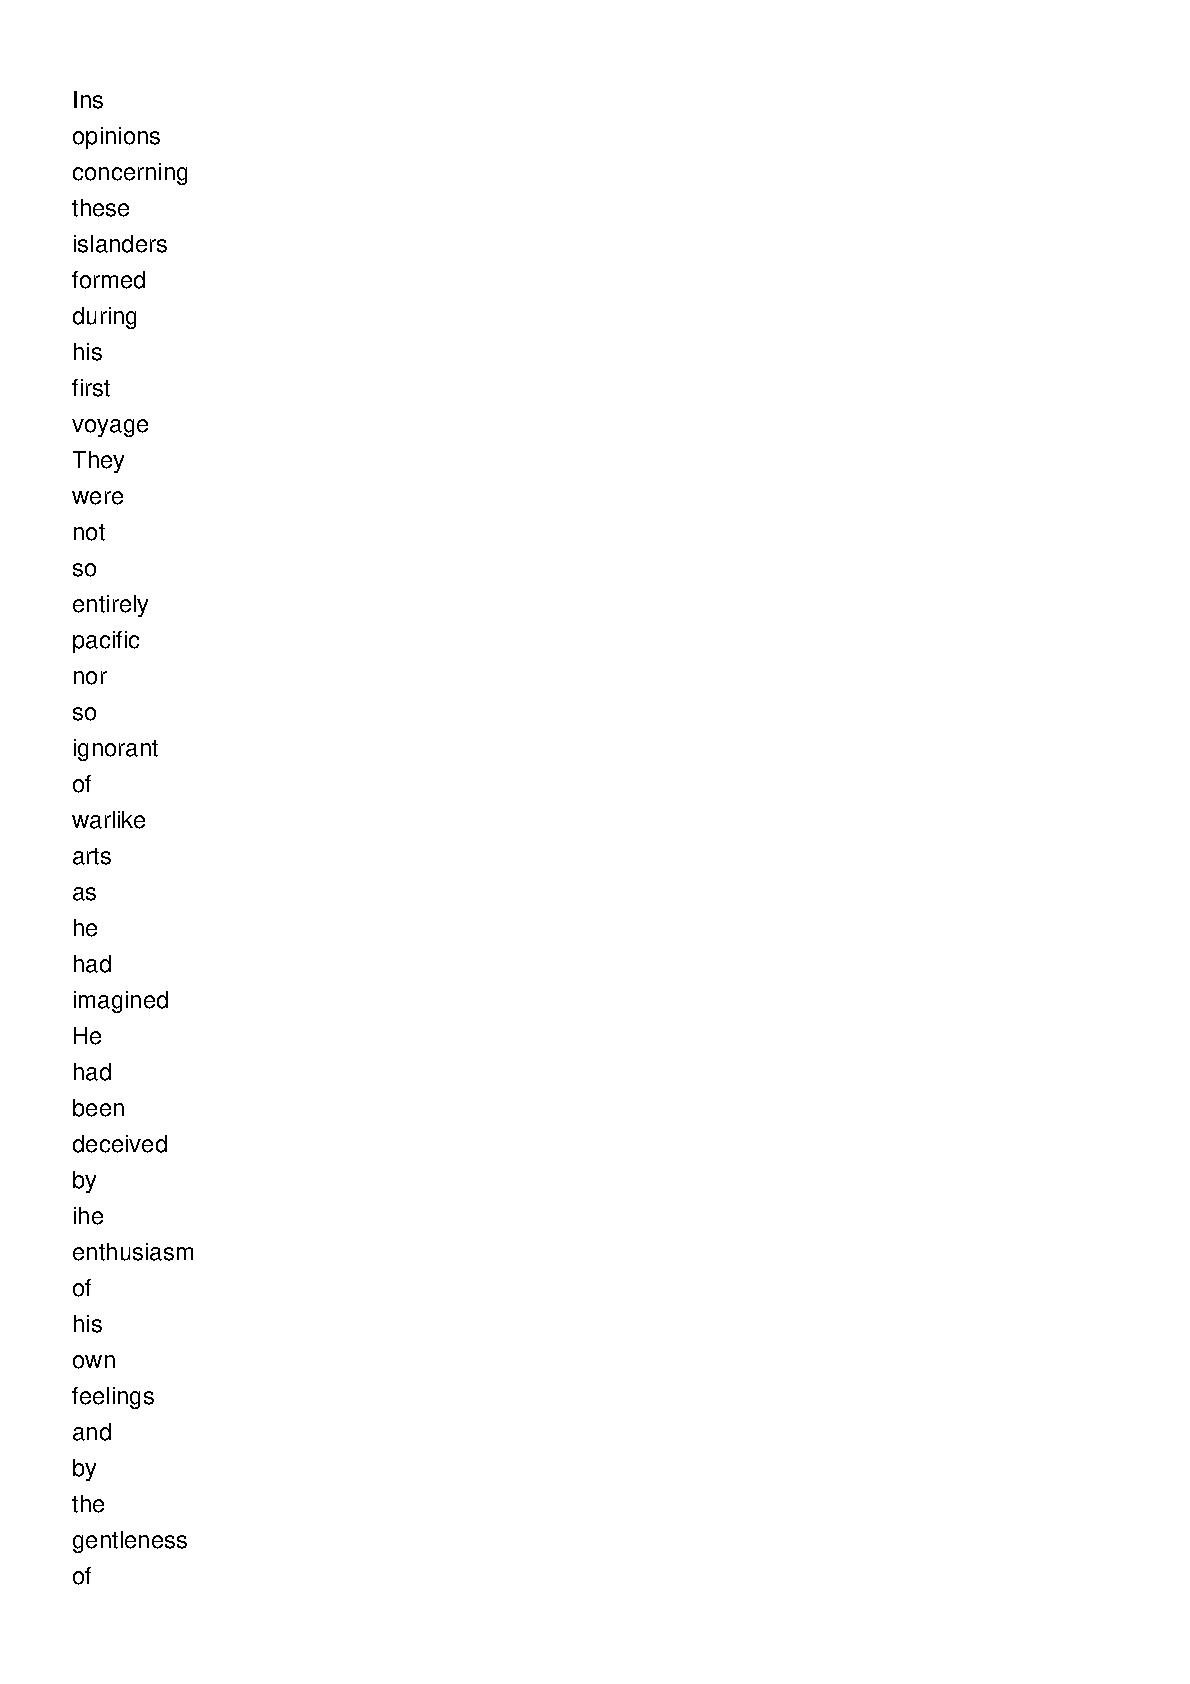 Ins
opinions
concerning
these
islanders
formed
during
his
first
voyage
They
were
not
so
entirely
pacific
nor
so
ignorant
of
warlike
arts
as
he
had
imagined
He
had
been
deceived
by
ihe
enthusiasm
of
his
own
feelings
and
by
the
gentleness
of